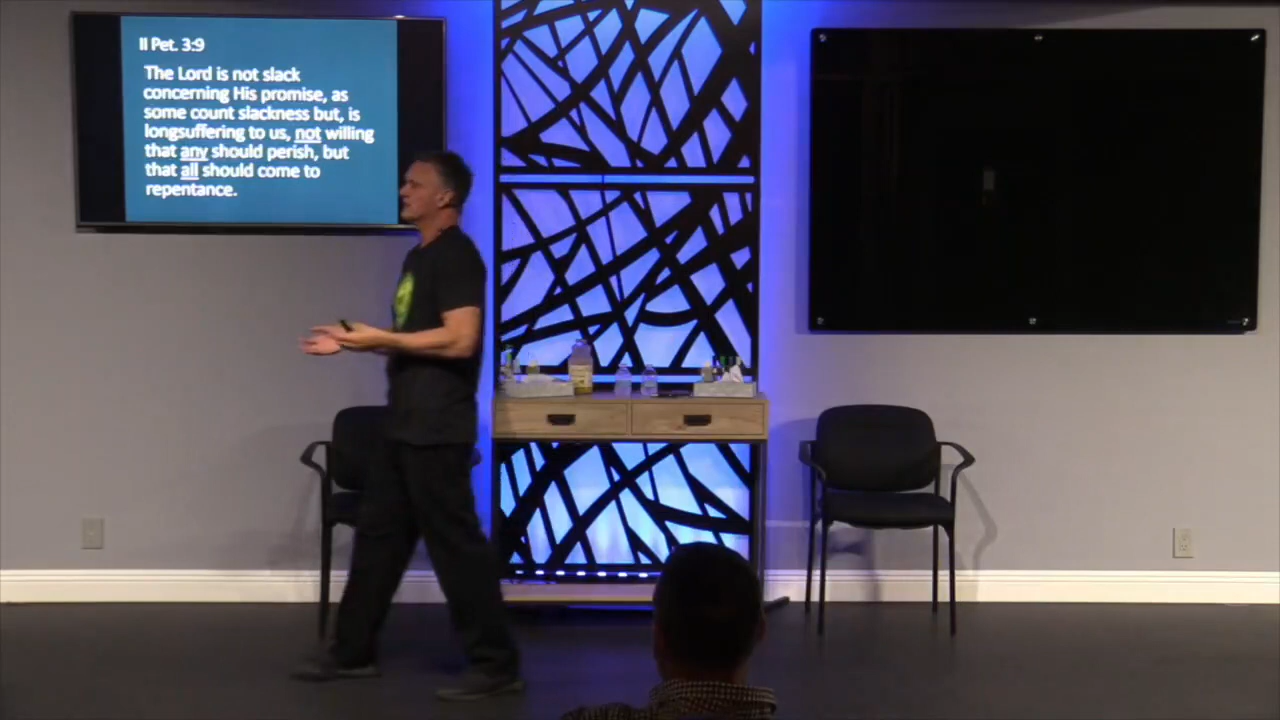 II Pet. 3:9
The Lord is not slack
concerning His promise, as
some count slackness but, is
longsuffering to us, not willing
that any should perish, but
that all should come to
repentance.